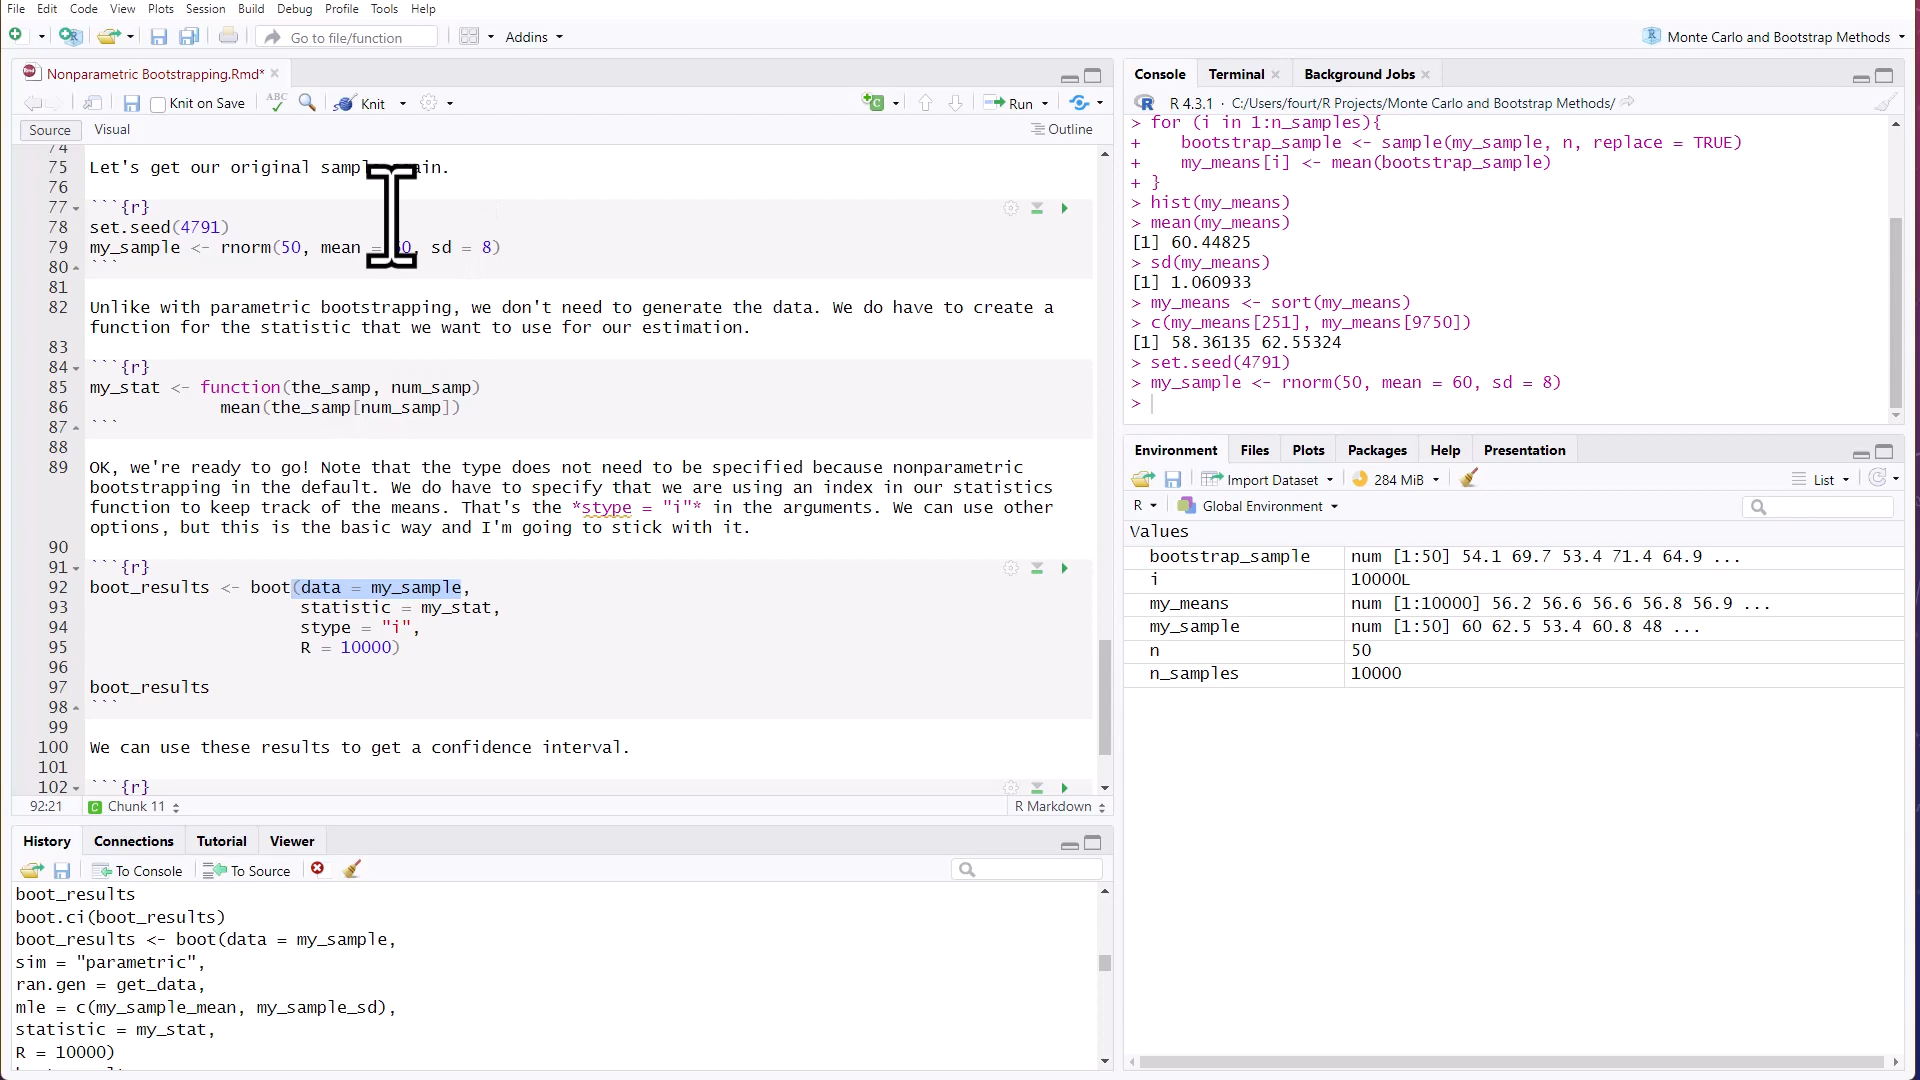 File Edit Code View Plots Session Build Debug Profile Tools Help
Go to file/function
Addins
Monte Carlo and Bootstrap Methods
Nonparametric Bootstrapping.Rmd*
Knit on Save
ABC
Knit
Run
Source Visual
Outline
74
75 Let's get our original
76
77 ```{r}
78 set.seed(4791)
79 my_sample <- rnorm(50, mean = 60, sd = 8)
80 ```
81
82 Unlike with parametric bootstrapping, we don't need to generate the data. We do have to create a
function for the statistic that we want to use for our estimation.
83
84 ```{r}
85 my_stat <- function(the_samp, num_samp)
86 mean(the_samp[num_samp])
87 ```
88
89 OK, we're ready to go! Note that the type does not need to be specified because nonparametric
bootstrapping in the default. We do have to specify that we are using an index in our statistics
function to keep track of the means. That's the *stype = "i"* in the arguments. We can use other
options, but this is the basic way and I'm going to stick with it.
90
91 ```{r}
92 boot_results <- boot(data = my_sample,
93 statistic = my_stat,
94 stype = "i",
95 R = 10000)
96
97 boot_results
98 ```
99
100 We can use these results to get a confidence interval.
101
102 ```{r}
92:21 Chunk 11 R Markdown
History Connections Tutorial Viewer
To Console To Source
boot_results
boot.ci(boot_results)
boot_results <- boot(data = my_sample,
sim = "parametric",
ran.gen = get_data,
mle = c(my_sample_mean, my_sample_sd),
statistic = my_stat,
R = 10000)
Console Terminal Background Jobs
R 4.3.1 · C:/Users/fourt/R Projects/Monte Carlo and Bootstrap Methods/
> for (i in 1:n_samples){
+ bootstrap_sample <- sample(my_sample, n, replace = TRUE)
+ my_means[i] <- mean(bootstrap_sample)
+ }
> hist(my_means)
> mean(my_means)
[1] 60.44825
> sd(my_means)
[1] 1.060933
> my_means <- sort(my_means)
> c(my_means[251], my_means[9750])
[1] 58.36135 62.55324
> set.seed(4791)
> my_sample <- rnorm(50, mean = 60, sd = 8)
>
Environment Files Plots Packages Help Presentation
Import Dataset 284 MiB List
R Global Environment
Values
bootstrap_sample num [1:50] 54.1 69.7 53.4 71.4 64.9 ...
i 10000L
my_means num [1:10000] 56.2 56.6 56.6 56.8 56.9 ...
my_sample num [1:50] 60 62.5 53.4 60.8 48 ...
n 50
n_samples 10000